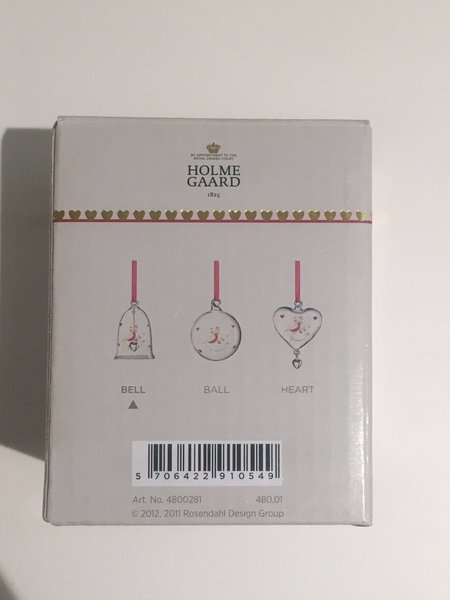 BY APPOINTMENT TO THE
ROYAL DANISH COURT
HOLME
GAARD
1825
BELL BALL HEART
5 706422 910549
Art. No. 4800281 480.01
© 2012, 2011 Rosendahl Design Group